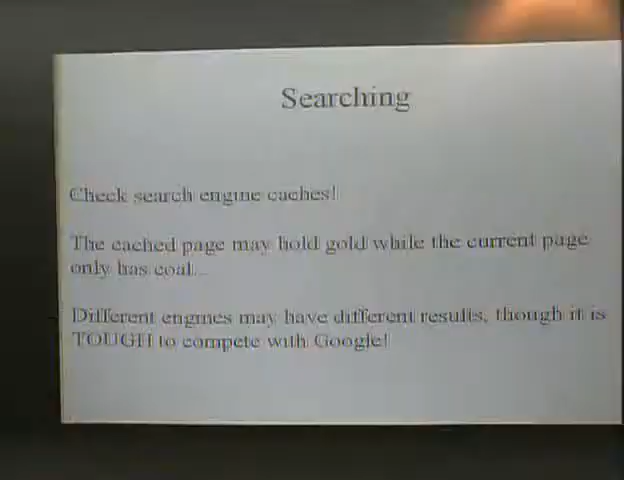 Searching
Check search engine caches!
The cached page may hold gold while the current page
only has coal...
Different engines may have different results, though it is
TOUGH to compete with Google!